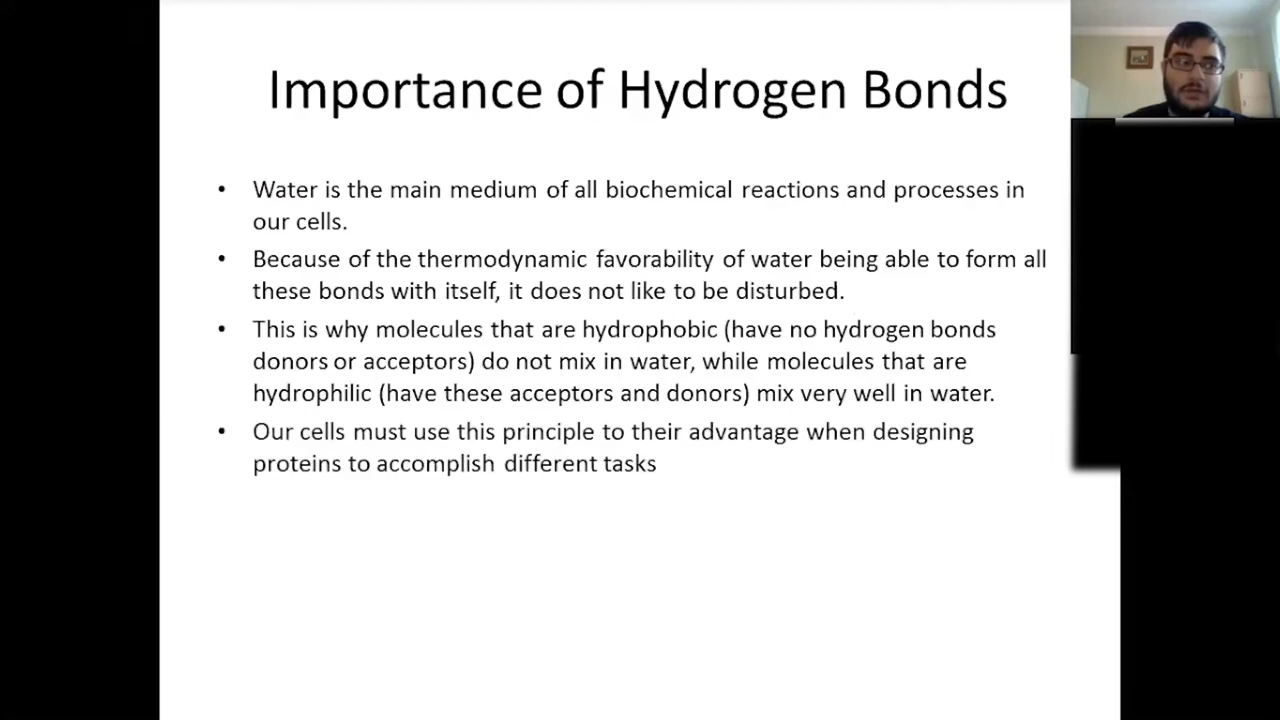 Importance of Hydrogen Bonds
• Water is the main medium of all biochemical reactions and processes in
our cells.
• Because of the thermodynamic favorability of water being able to form all
these bonds with itself, it does not like to be disturbed.
• This is why molecules that are hydrophobic (have no hydrogen bonds
donors or acceptors) do not mix in water, while molecules that are
hydrophilic (have these acceptors and donors) mix very well in water.
• Our cells must use this principle to their advantage when designing
proteins to accomplish different tasks